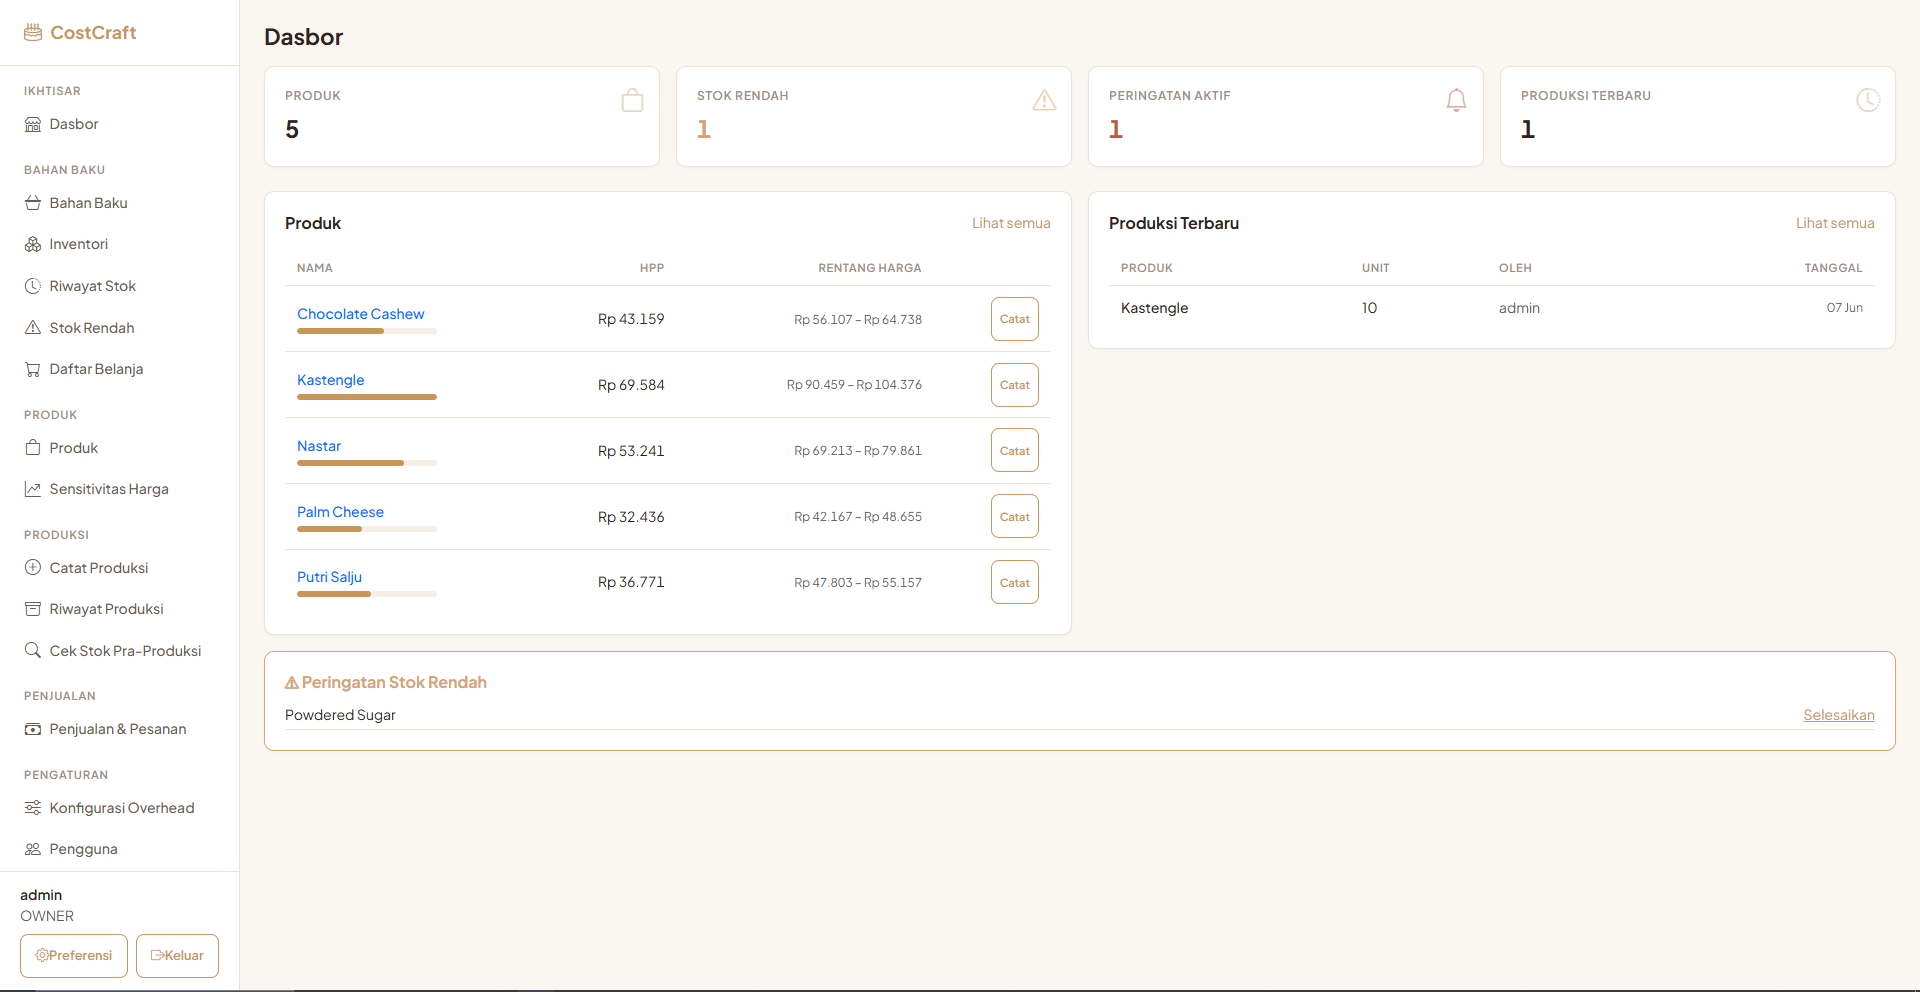 CostCraft
IKHTISAR
Dasbor
BAHAN BAKU
Bahan Baku
Inventori
Riwayat Stok
Stok Rendah
Daftar Belanja
PRODUK
Produk
Sensitivitas Harga
PRODUKSI
Catat Produksi
Riwayat Produksi
Cek Stok Pra-Produksi
PENJUALAN
Penjualan & Pesanan
PENGATURAN
Konfigurasi Overhead
Pengguna
admin
OWNER
Preferensi Keluar
Dasbor
PRODUK
5
STOK RENDAH
1
PERINGATAN AKTIF
1
PRODUKSI TERBARU
1
Produk Lihat semua
NAMA HPP RENTANG HARGA
Chocolate Cashew Rp 43.159 Rp 56.107 – Rp 64.738 Catat
Kastengle Rp 69.584 Rp 90.459 – Rp 104.376 Catat
Nastar Rp 53.241 Rp 69.213 – Rp 79.861 Catat
Palm Cheese Rp 32.436 Rp 42.167 – Rp 48.655 Catat
Putri Salju Rp 36.771 Rp 47.803 – Rp 55.157 Catat
Produksi Terbaru Lihat semua
PRODUK UNIT OLEH TANGGAL
Kastengle 10 admin 07 Jun
Peringatan Stok Rendah
Powdered Sugar Selesaikan